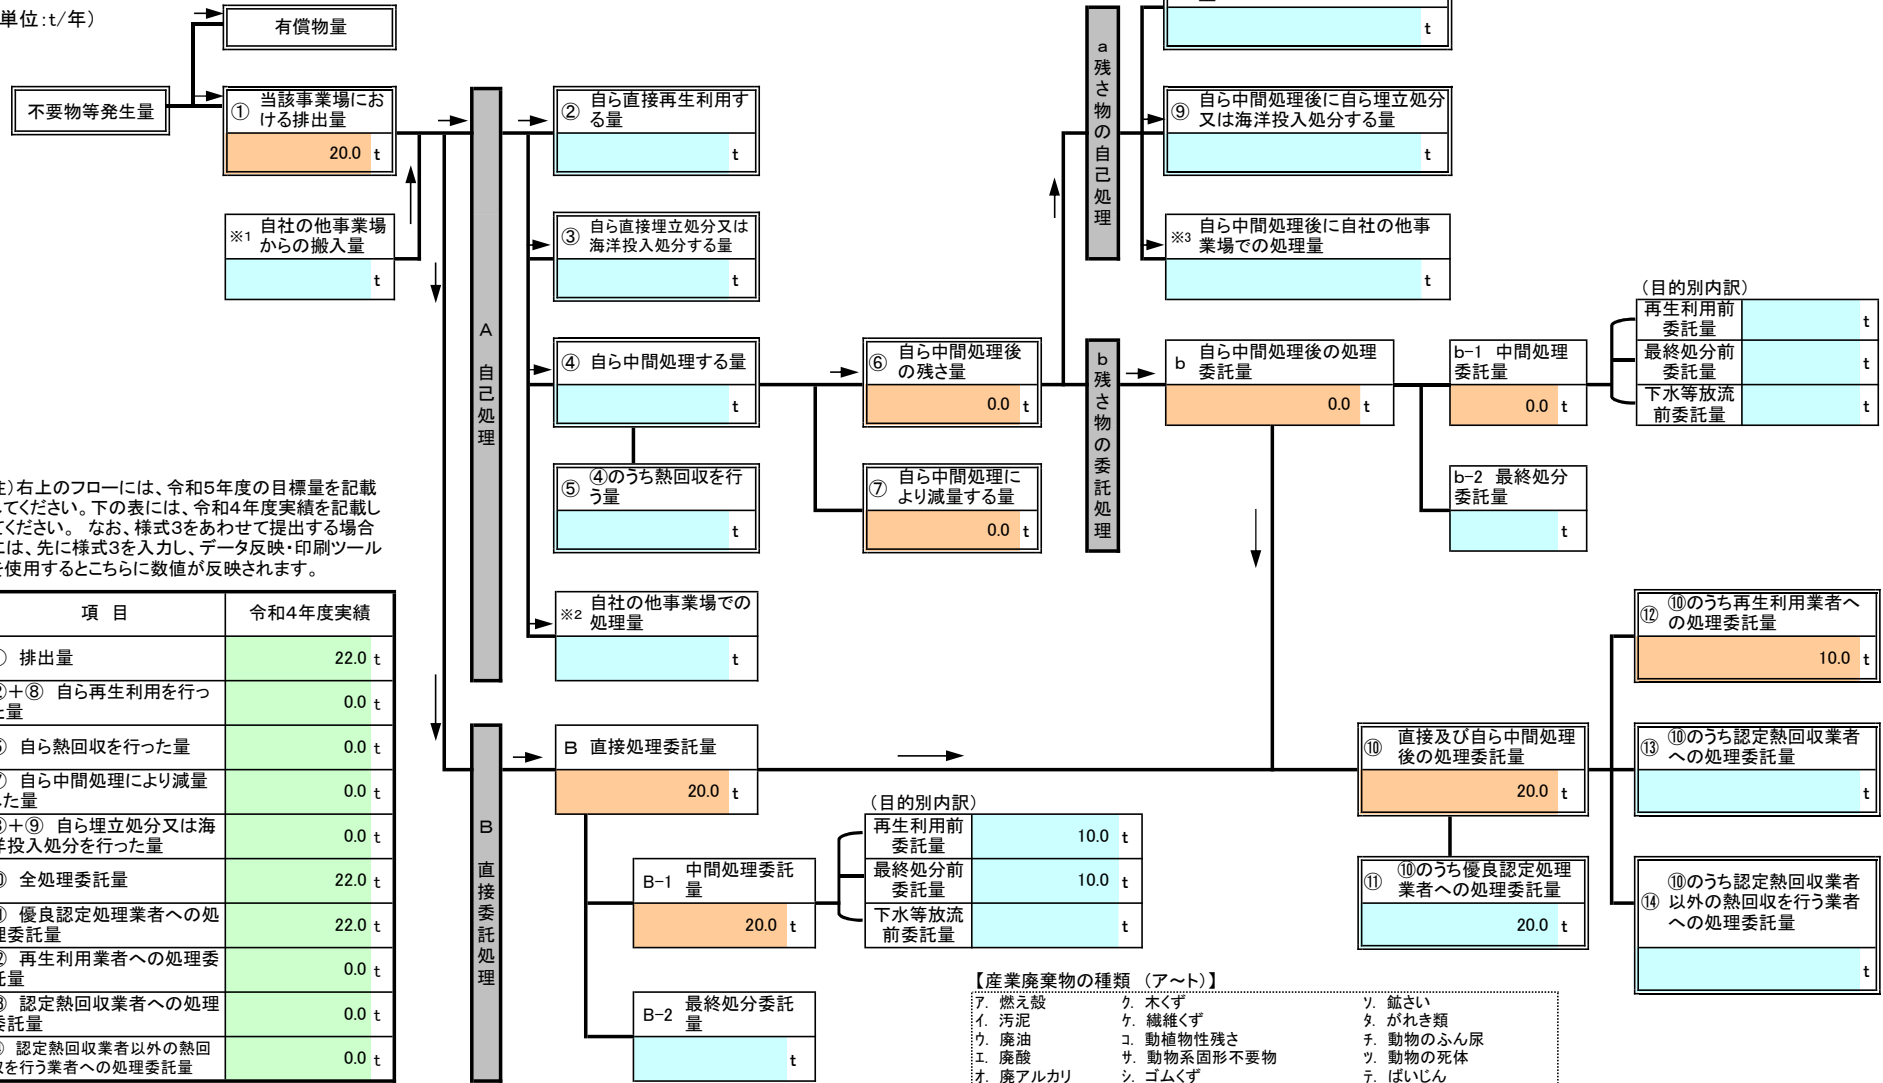 単位:t/年）
有償物量
不要物等発生量
① 当該事業場にお
ける排出量
20.0 t
※1 自社の他事業場
からの搬入量
t
A 自己処理
② 自ら直接再生利用す
る量
t
③ 自ら直接埋立処分又は
海洋投入処分する量
t
④ 自ら中間処理する量
t
⑤ ④のうち熱回収を行
う量
t
※2 自社の他事業場での
処理量
t
⑥ 自ら中間処理後
の残さ量
0.0 t
⑦ 自ら中間処理に
より減量する量
0.0 t
a 残さ物の自己処理
t
⑨ 自ら中間処理後に自ら埋立処分
又は海洋投入処分する量
t
※3 自ら中間処理後に自社の他事
業場での処理量
t
b 残さ物の委託処理
b 自ら中間処理後の処理
委託量
0.0 t
b-1 中間処理
委託量
0.0 t
b-2 最終処分
委託量
t
（目的別内訳）
再生利用前
委託量
t
最終処分前
委託量
t
下水等放流
前委託量
t
注）右上のフローには、令和5年度の目標量を記載
してください。下の表には、令和4年度実績を記載し
てください。 なお、様式3をあわせて提出する場合
には、先に様式3を入力し、データ反映・印刷ツール
を使用するとこちらに数値が反映されます。
項 目 令和4年度実績
排出量 22.0 t
②+⑧ 自ら再生利用を行っ
た量 0.0 t
自ら熱回収を行った量 0.0 t
自ら中間処理により減量
した量 0.0 t
③+⑨ 自ら埋立処分又は海
洋投入処分を行った量 0.0 t
全処理委託量 22.0 t
優良認定処理業者への処
理委託量 22.0 t
再生利用業者への処理委
託量 0.0 t
認定熱回収業者への処理
委託量 0.0 t
認定熱回収業者以外の熱回
収を行う業者への処理委託量 0.0 t
B 直接委託処理
B 直接処理委託量
20.0 t
B-1 中間処理委託
量
20.0 t
B-2 最終処分委託
量
t
（目的別内訳）
再生利用前
委託量
10.0 t
最終処分前
委託量
10.0 t
下水等放流
前委託量
t
⑩ 直接及び自ら中間処理
後の処理委託量
20.0 t
⑪ ⑩のうち優良認定処理
業者への処理委託量
20.0 t
⑫ ⑩のうち再生利用業者へ
の処理委託量
10.0 t
⑬ ⑩のうち認定熱回収業者
への処理委託量
t
⑭ ⑩のうち認定熱回収業者
以外の熱回収を行う業者
への処理委託量
t
【産業廃棄物の種類 （ア～ト）】
ア. 燃え殻 ク. 木くず ソ. 鉱さい
イ. 汚泥 ケ. 繊維くず タ. がれき類
ウ. 廃油 コ. 動植物性残さ チ. 動物のふん尿
エ. 廃酸 サ. 動物系固形不要物 ツ. 動物の死体
オ. 廃アルカリ シ. ゴムくず テ. ばいじん